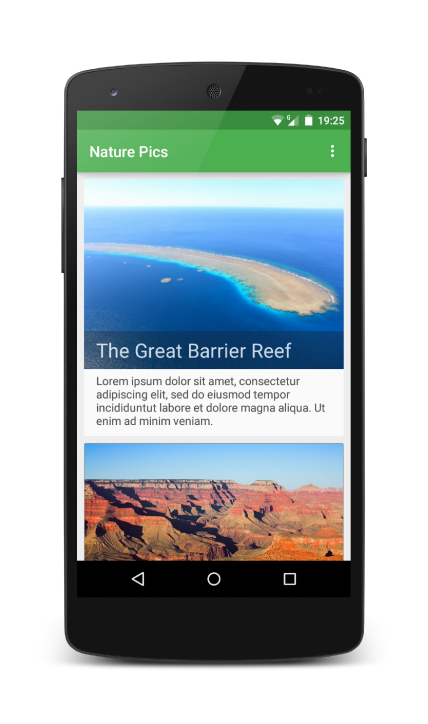 G
19:25
Nature Pics
The Great Barrier Reef
Lorem ipsum dolor sit amet, consectetur
adipiscing elit, sed do eiusmod tempor
incididuntut labore et dolore magna aliqua. Ut
enim ad minim veniam.